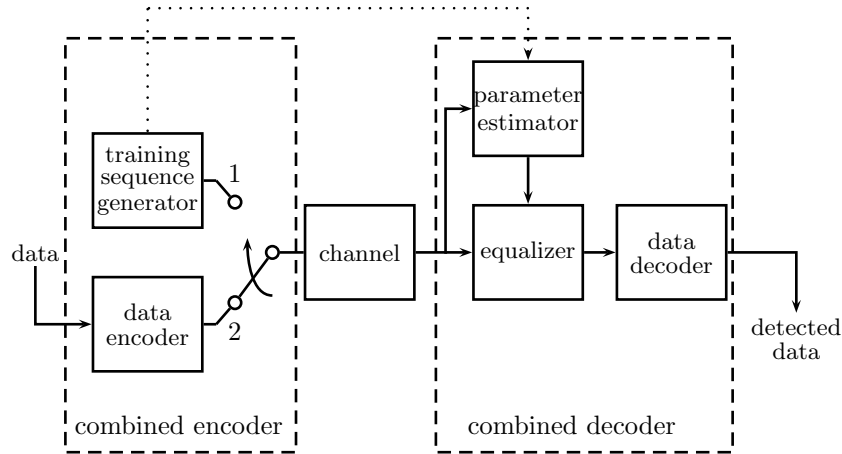 parameter
estimator
training
sequence
generator
1
data
channel
equalizer
data
decoder
data
encoder
2
detected
data
combined encoder
combined decoder